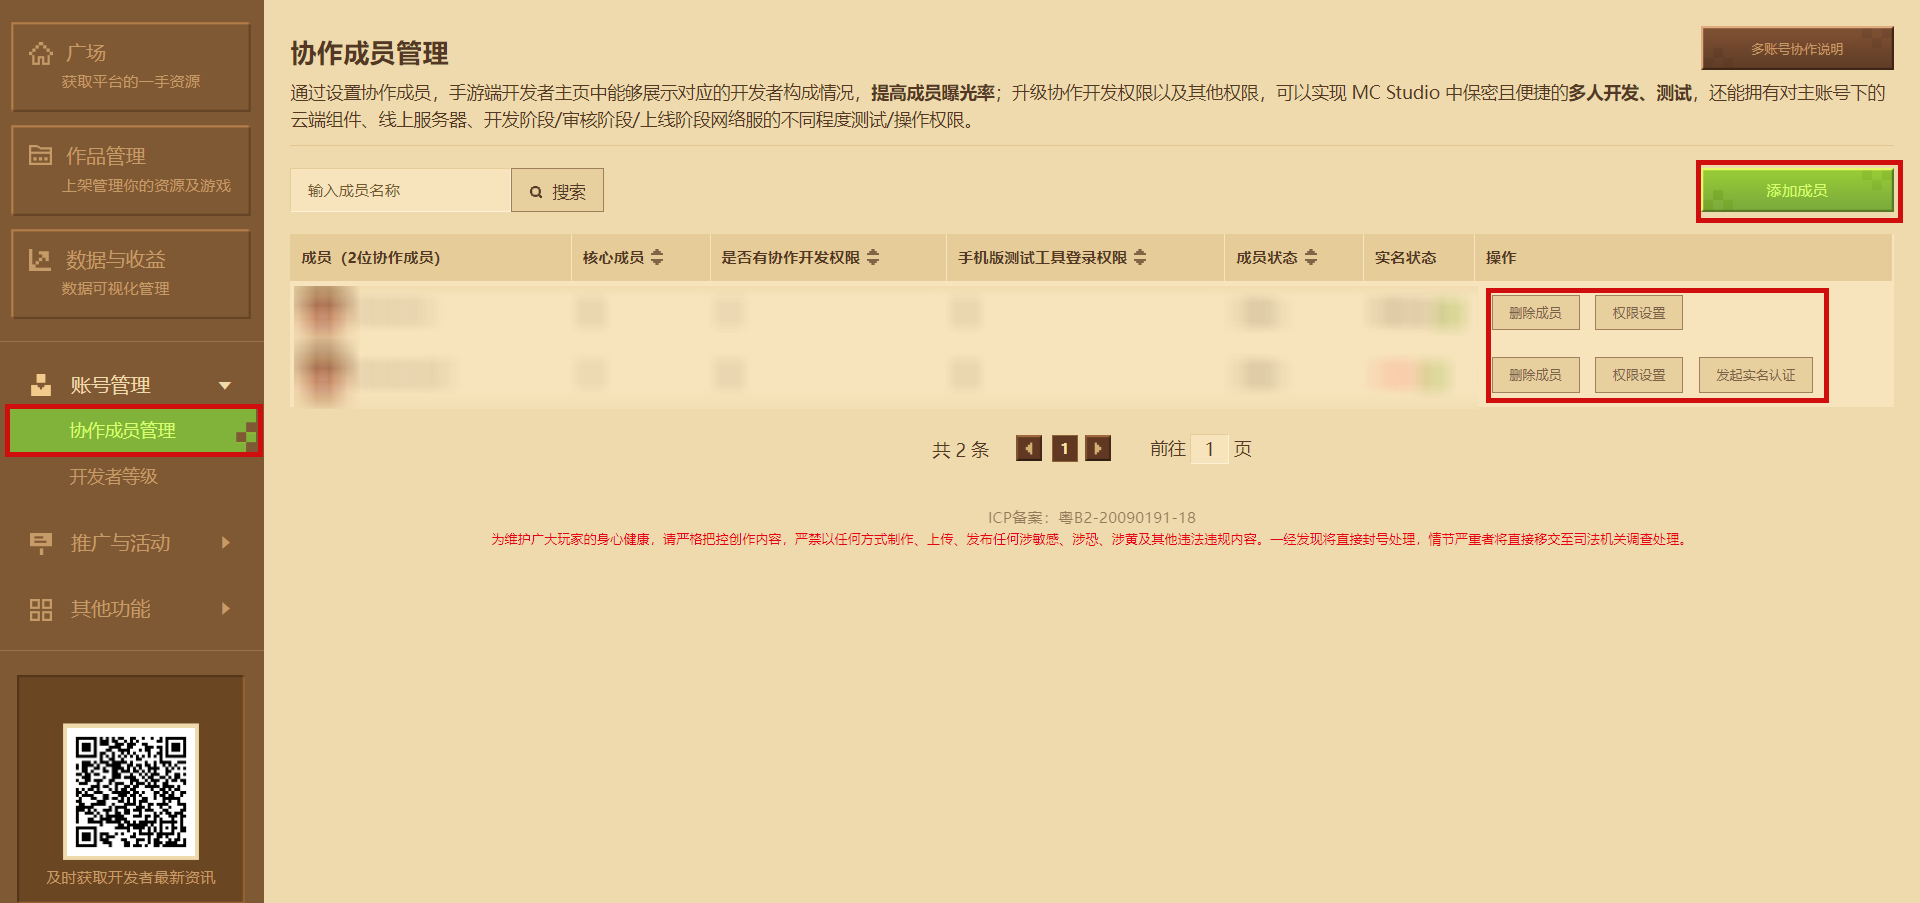 广场
获取平台的一手资源
作品管理
上架管理你的资源及游戏
数据与收益
数据可视化管理
账号管理
协作成员管理
开发者等级
推广与活动
其他功能
及时获取开发者最新资讯
协作成员管理
多账号协作说明
通过设置协作成员，手游端开发者主页中能够展示对应的开发者构成情况，提高成员曝光率；升级协作开发权限以及其他权限，可以实现 MC Studio 中保密且便捷的多人开发、测试，还能拥有对主账号下的
云端组件、线上服务器、开发阶段/审核阶段/上线阶段网络服的不同程度测试/操作权限。
输入成员名称 搜索
添加成员
成员（2位协作成员） 核心成员 是否有协作开发权限 手机版测试工具登录权限 成员状态 实名状态 操作
删除成员 权限设置
删除成员 权限设置 发起实名认证
共 2 条 1 前往 1 页
ICP备案：粤B2-20090191-18
为维护广大玩家的身心健康，请严格把控创作内容，严禁以任何方式制作、上传、发布任何涉敏感、涉恐、涉黄及其他违法违规内容。一经发现将直接封号处理，情节严重者将直接移交至司法机关调查处理。